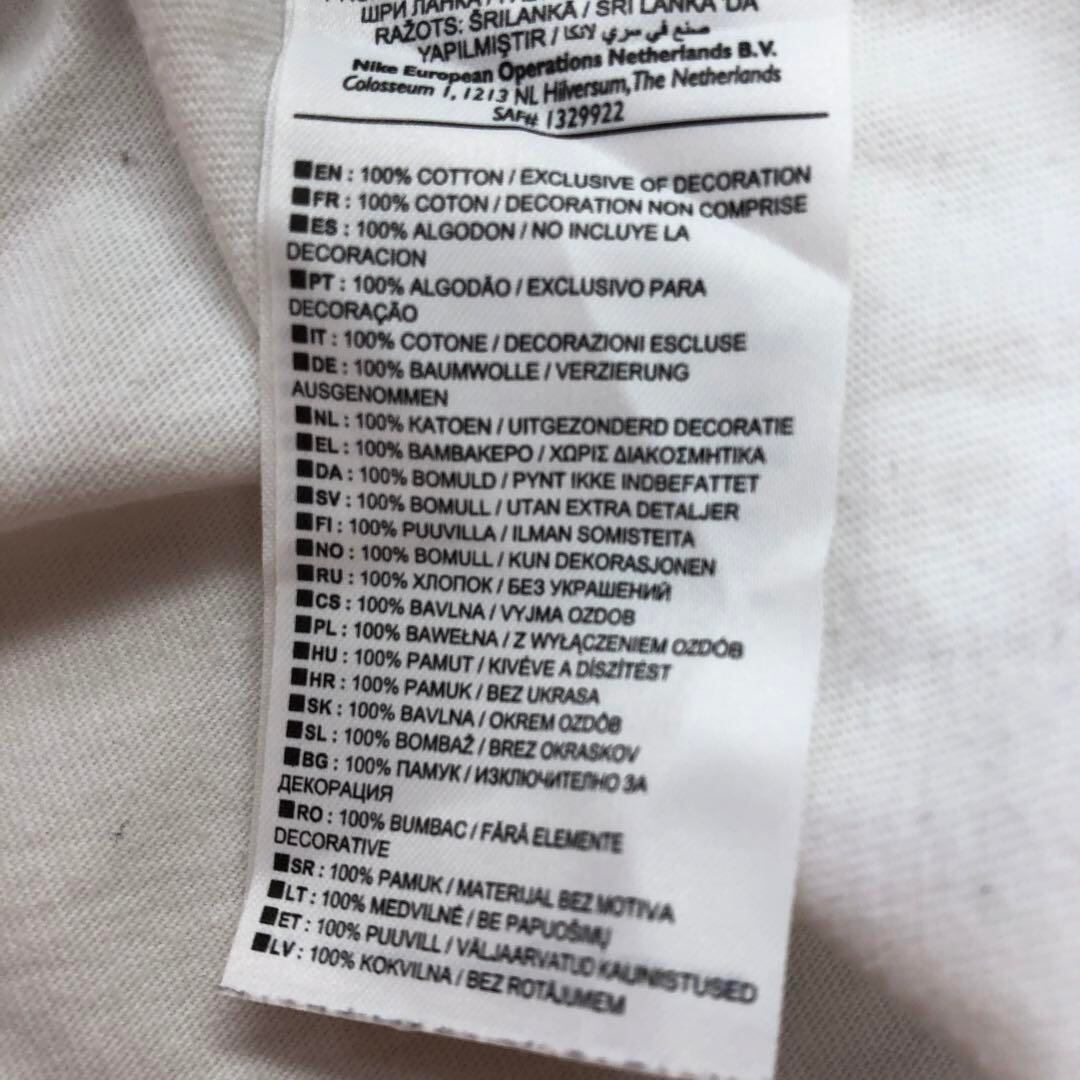 ШРИ ЛАНКА /
RAŽOTS: ŠRILANKĀ / SRI LANKA'DA
YAPILMIŞTIR / صنع في سري لانكا
Nike European Operations Netherlands B.V.
Colosseum 1, 1213 NL Hilversum, The Netherlands
SAF# 1329922
■EN : 100% COTTON / EXCLUSIVE OF DECORATION
■FR : 100% COTON / DECORATION NON COMPRISE
■ES : 100% ALGODON / NO INCLUYE LA
DECORACION
■PT : 100% ALGODÃO / EXCLUSIVO PARA
DECORAÇÃO
■IT : 100% COTONE / DECORAZIONI ESCLUSE
■DE : 100% BAUMWOLLE / VERZIERUNG
AUSGENOMMEN
■NL : 100% KATOEN / UITGEZONDERD DECORATIE
■EL : 100% ΒΑΜΒΑΚΕΡΟ / ΧΩΡΙΣ ΔΙΑΚΟΣΜΗΤΙΚΑ
■DA : 100% BOMULD / PYNT IKKE INDBEFATTET
■SV : 100% BOMULL / UTAN EXTRA DETALJER
■FI : 100% PUUVILLA / ILMAN SOMISTEITA
■NO : 100% BOMULL / KUN DEKORASJONEN
■RU : 100% ХЛОПОК / БЕЗ УКРАШЕНИЙ
■CS : 100% BAVLNA / VYJMA OZDOB
■PL : 100% BAWEŁNA / Z WYŁĄCZENIEM OZDÓB
■HU : 100% PAMUT / KIVÉVE A DÍSZÍTÉST
■HR : 100% PAMUK / BEZ UKRASA
■SK : 100% BAVLNA / OKREM OZDÔB
■SL : 100% BOMBAŽ / BREZ OKRASKOV
■BG : 100% ПАМУК / ИЗКЛЮЧИТЕЛНО ЗА
ДЕКОРАЦИЯ
■RO : 100% BUMBAC / FĂRĂ ELEMENTE
DECORATIVE
■SR : 100% PAMUK / MATERIJAL BEZ MOTIVA
■LT : 100% MEDVILNĖ / BE PAPUOŠIMŲ
■ET : 100% PUUVILL / VÄLJAARVATUD KAUNISTUSED
■LV : 100% KOKVILNA / BEZ ROTĀJUMIEM